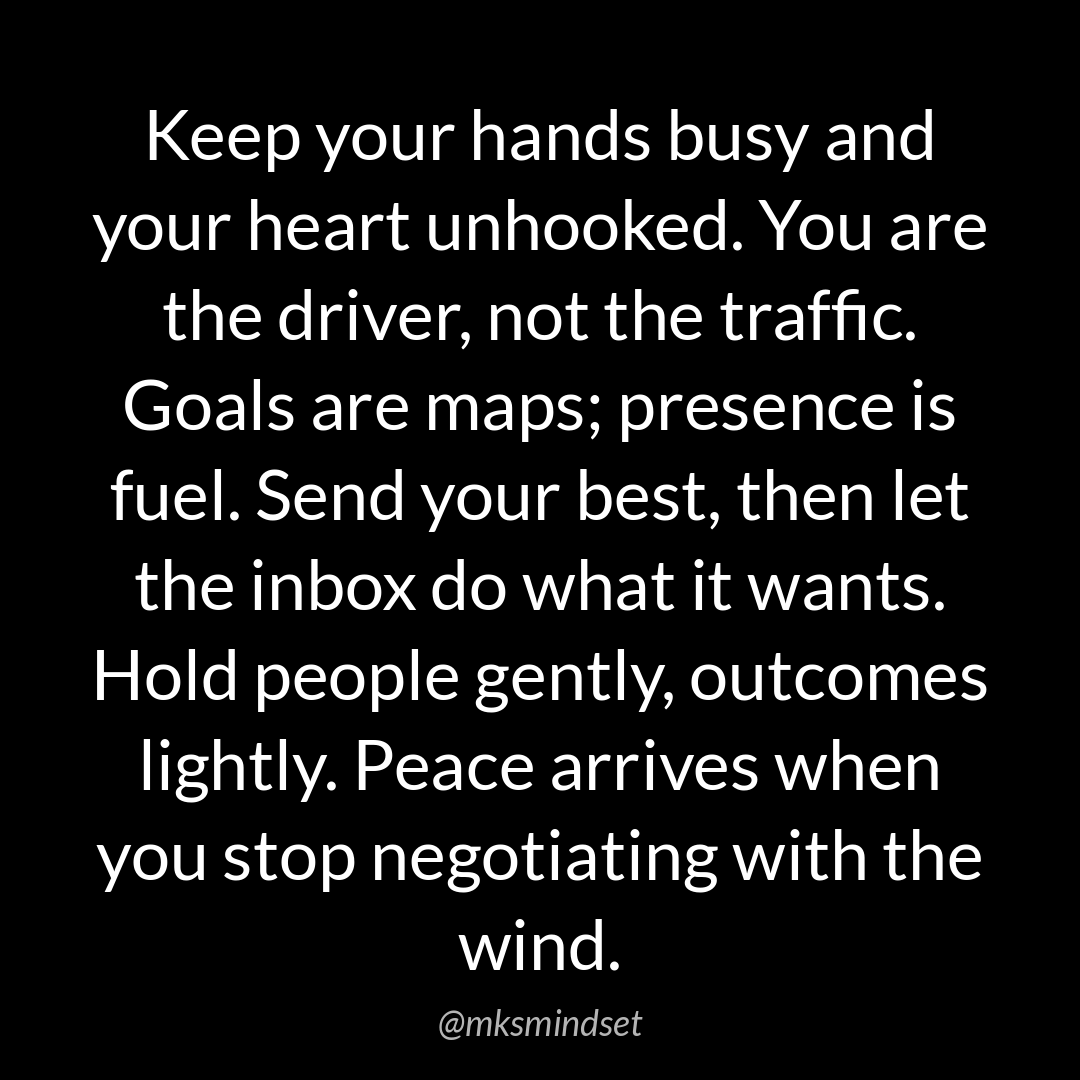 Keep your hands busy and
your heart unhooked. You are
the driver, not the traffic.
Goals are maps; presence is
fuel. Send your best, then let
the inbox do what it wants.
Hold people gently, outcomes
lightly. Peace arrives when
you stop negotiating with the
wind.
@mksmindset